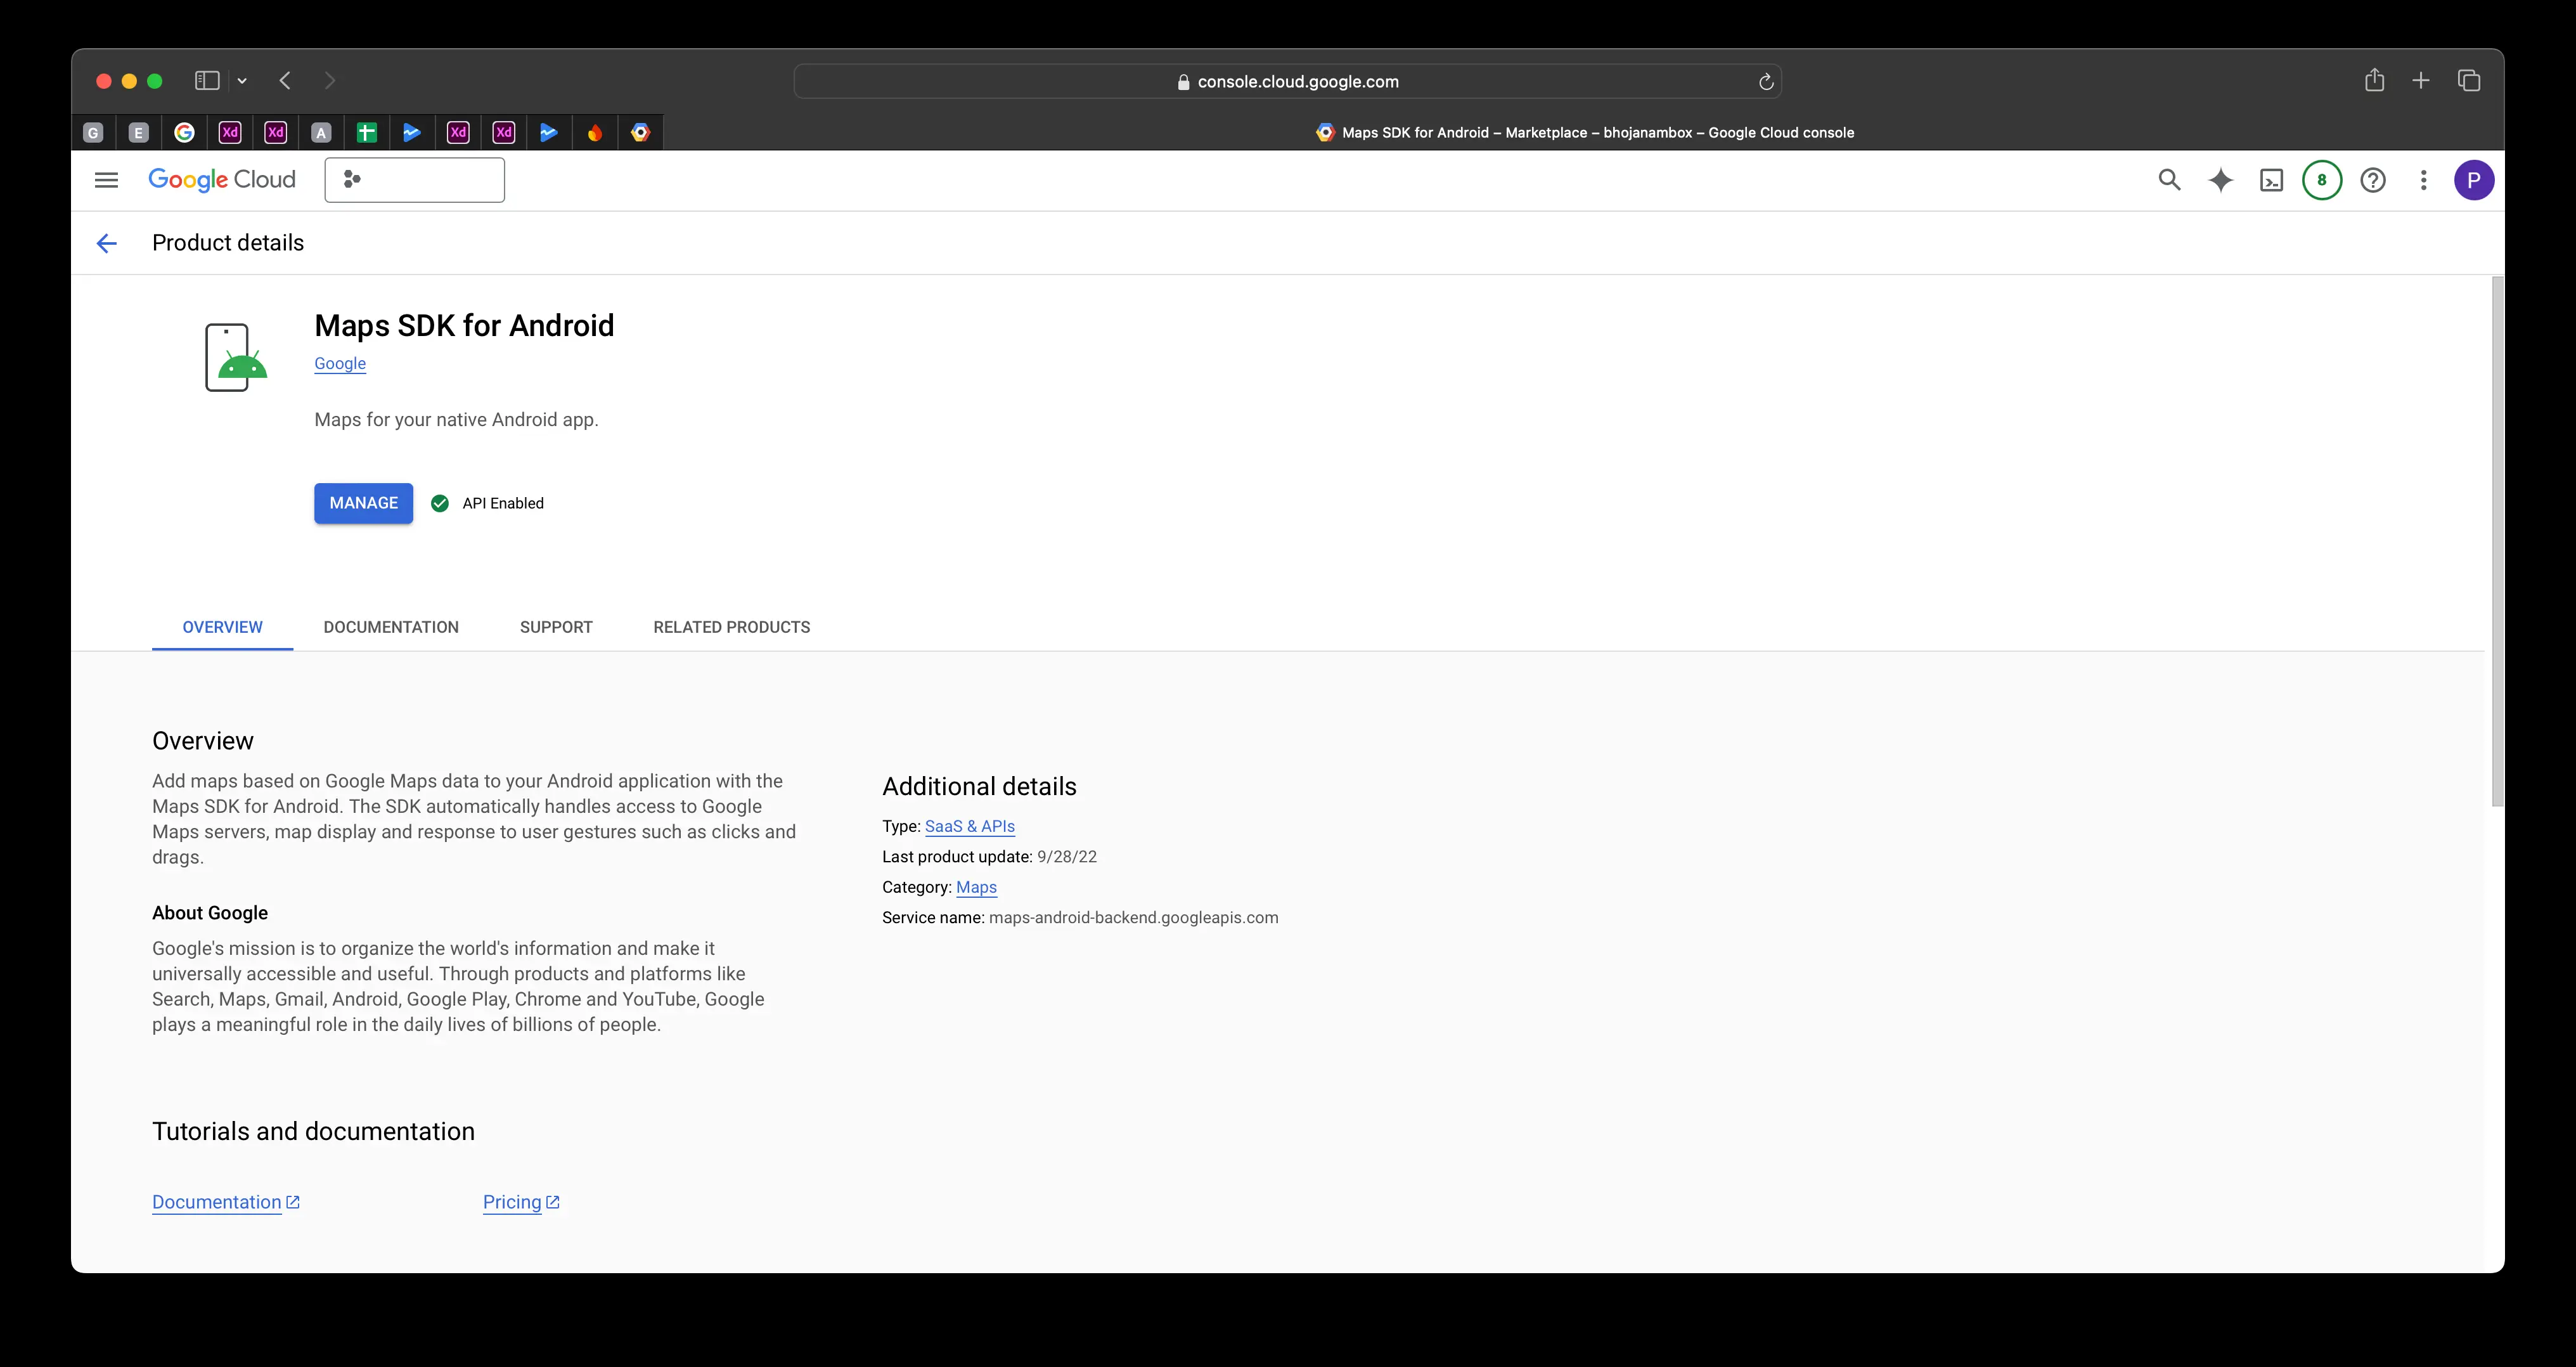 console.cloud.google.com
G E G Xd Xd A Xd Xd
Maps SDK for Android – Marketplace – bhojanambox – Google Cloud console
Google Cloud
8
P
Product details
Maps SDK for Android
Google
Maps for your native Android app.
MANAGE API Enabled
OVERVIEW DOCUMENTATION SUPPORT RELATED PRODUCTS
Overview
Add maps based on Google Maps data to your Android application with the
Maps SDK for Android. The SDK automatically handles access to Google
Maps servers, map display and response to user gestures such as clicks and
drags.
About Google
Google's mission is to organize the world's information and make it
universally accessible and useful. Through products and platforms like
Search, Maps, Gmail, Android, Google Play, Chrome and YouTube, Google
plays a meaningful role in the daily lives of billions of people.
Additional details
Type: SaaS & APIs
Last product update: 9/28/22
Category: Maps
Service name: maps-android-backend.googleapis.com
Tutorials and documentation
Documentation Pricing